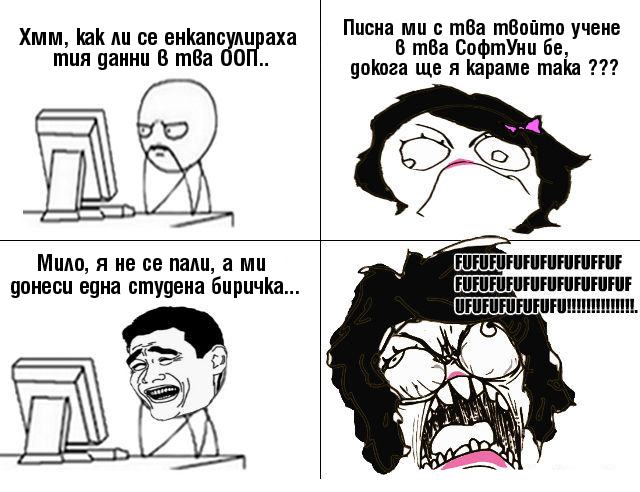 Хмм, как ли се енкапсулираха
тия данни в тва ООП..
Писна ми с тва твойто учене
в тва СофтУни бе,
докога ще я караме така ???
Мило, я не се пали, а ми
донеси една студена биричка...
FUFUFUFUFUFUFUFUFFUF
FUFUFUFUFUFUFUFUFUFUF
UFUFUFUFUFUFU!!!!!!!!!!!!!!!.